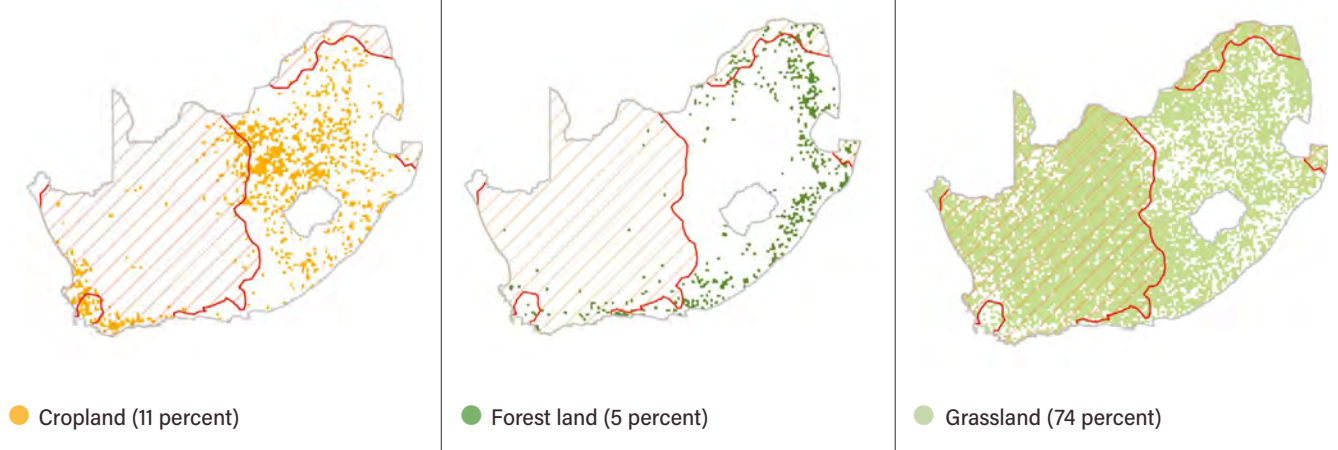 Cropland (11 percent)
Forest land (5 percent)
Grassland (74 percent)